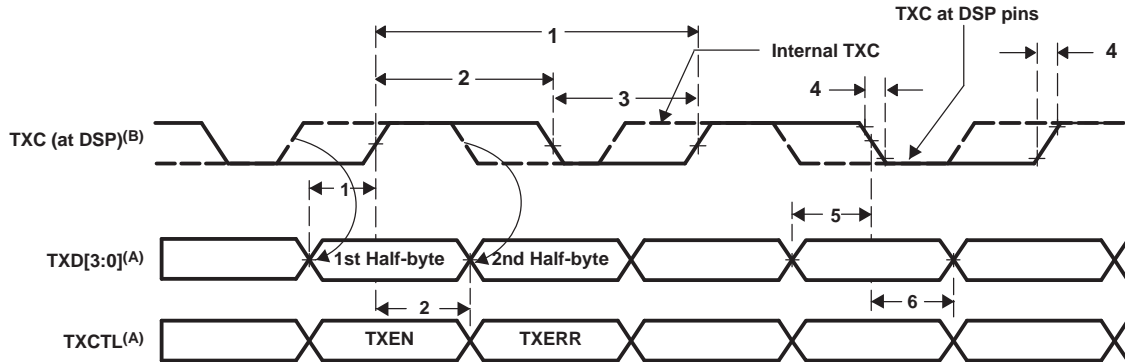 TXC at DSP pins
1
Internal TXC
2
4
4
3
TXC (at DSP)(B)
1
5
TXD[3:0](A)
1st Half-byte
2nd Half-byte
2
6
TXCTL(A)
TXEN
TXERR